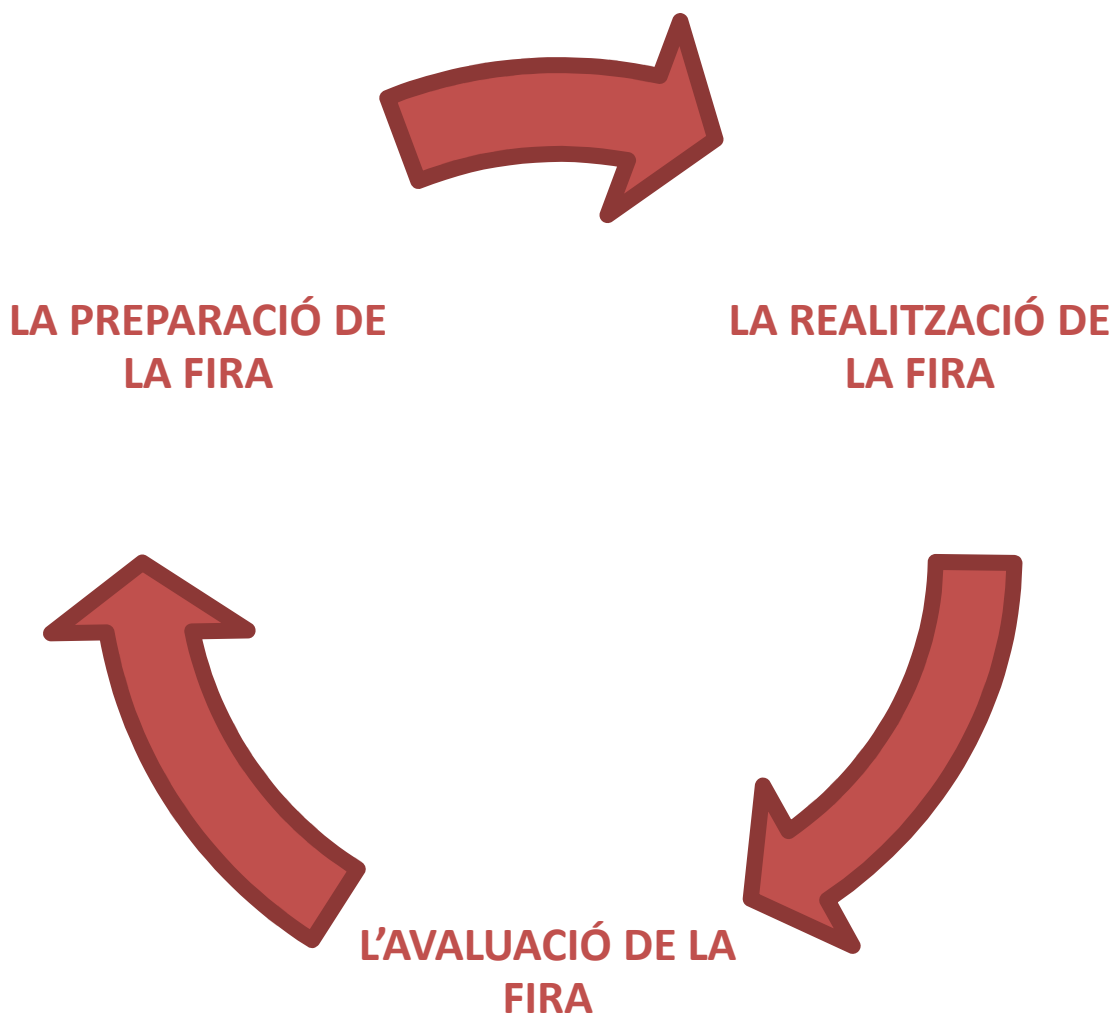 LA PREPARACIÓ DE
LA FIRA
LA REALITZACIÓ DE
LA FIRA
L’AVALUACIÓ DE LA
FIRA